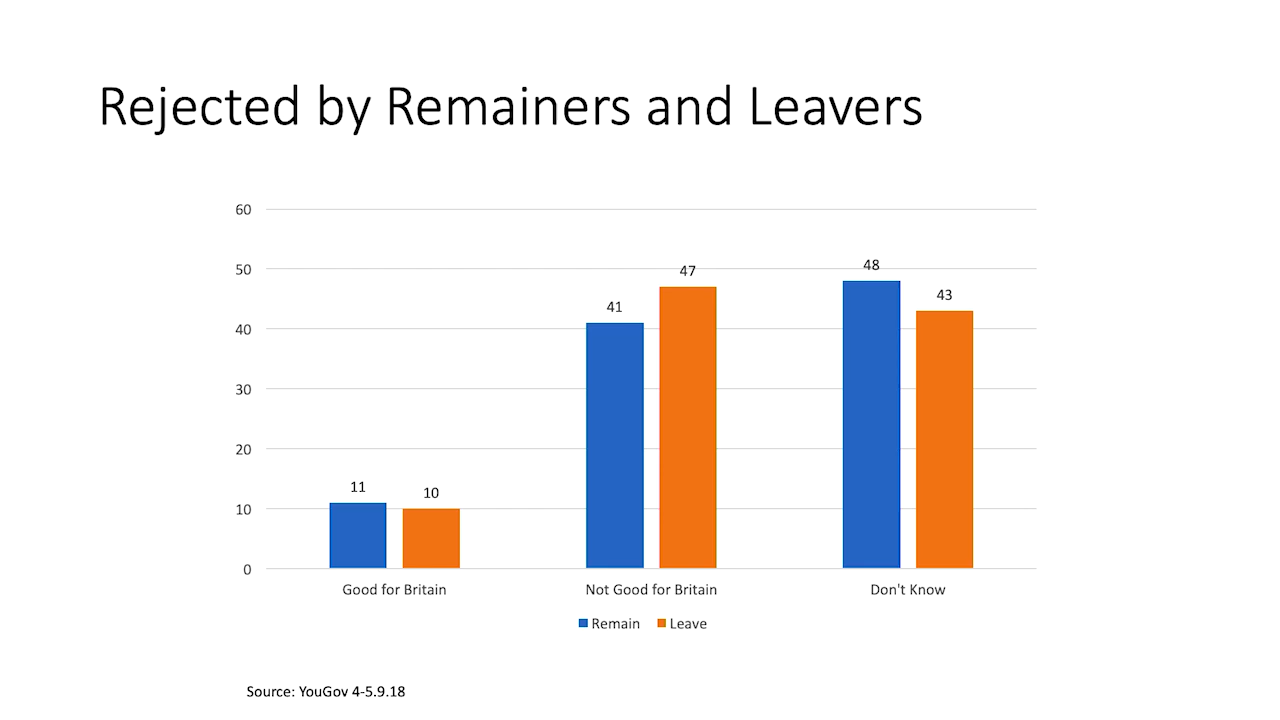 Rejected by Remainers and Leavers
60
50
40
30
20
10
0
11
10
41
47
48
43
Good for Britain
Not Good for Britain
Don't Know
Remain
Leave
Source: YouGov 4-5.9.18